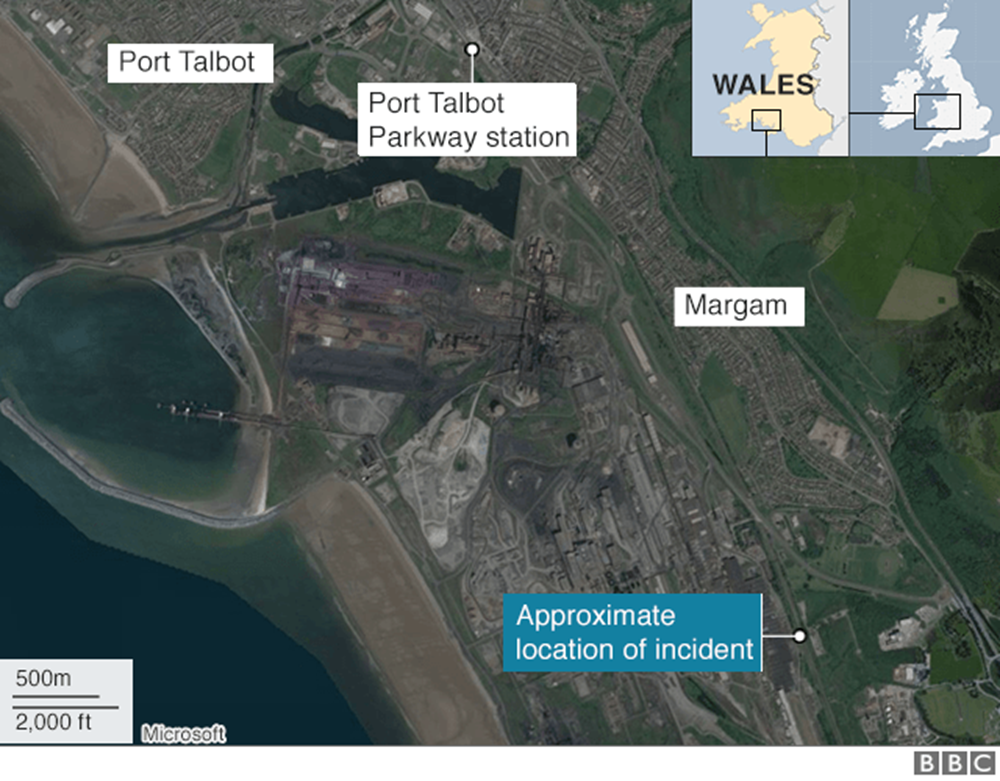 Port Talbot
Port Talbot
Parkway station
WALES
Margam
Approximate
location of incident
500m
2,000 ft
Microsoft
BBC